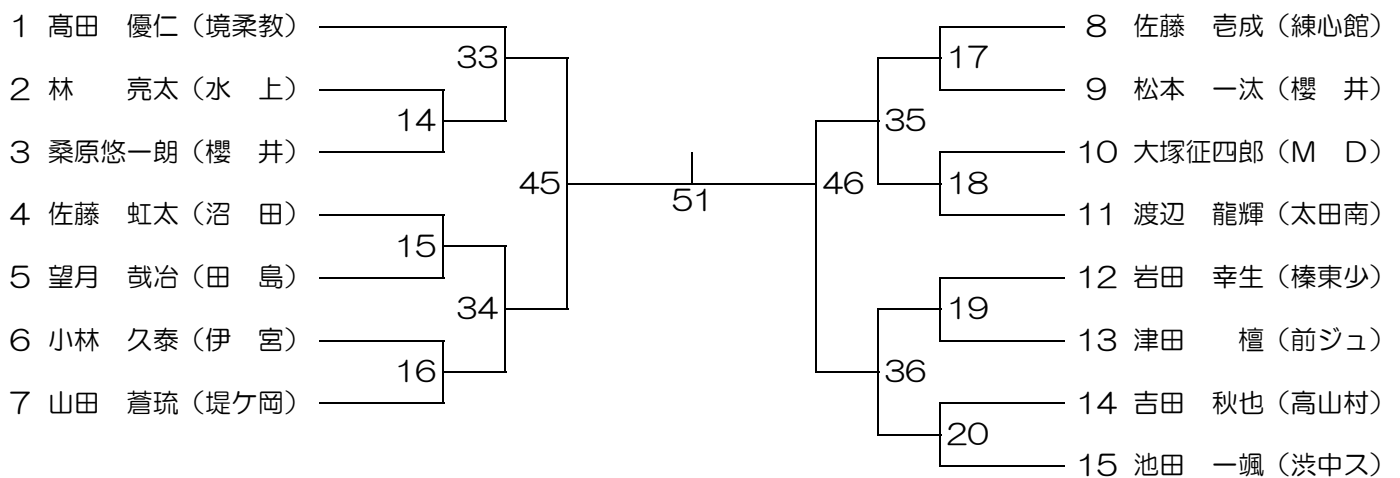 1 髙田　優仁（境柔教）
2 林　　亮太（水　上）
3 桑原悠一朗（櫻　井）
4 佐藤　虹太（沼　田）
5 望月　哉冶（田　島）
6 小林　久泰（伊　宮）
7 山田　蒼琉（堤ケ岡）
33
14
45
15
34
16
51
8 佐藤　壱成（練心館）
9 松本　一汰（櫻　井）
10 大塚征四郎（Ｍ　Ｄ）
11 渡辺　龍輝（太田南）
12 岩田　幸生（榛東少）
13 津田　　檀（前ジュ）
14 吉田　秋也（高山村）
15 池田　一颯（渋中ス）
17
35
18
46
19
36
20